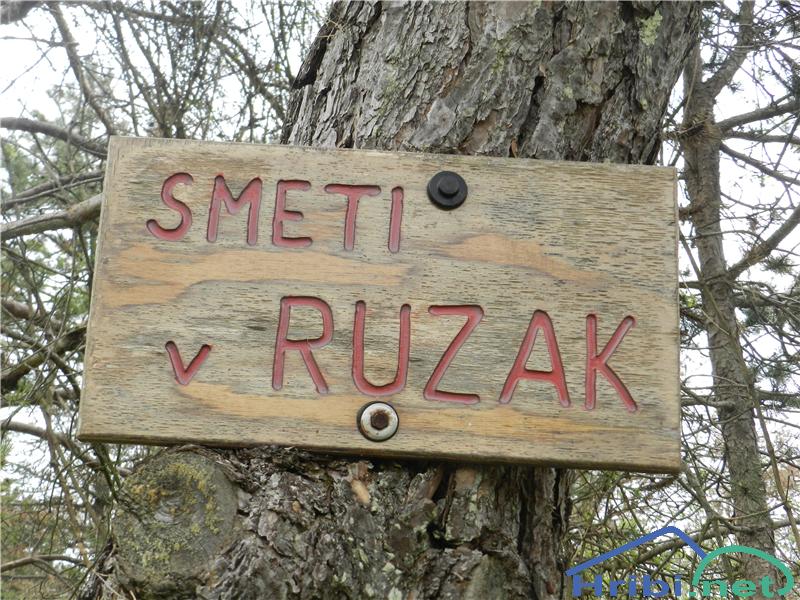 SMETI
v RUZAK
Hribi.net